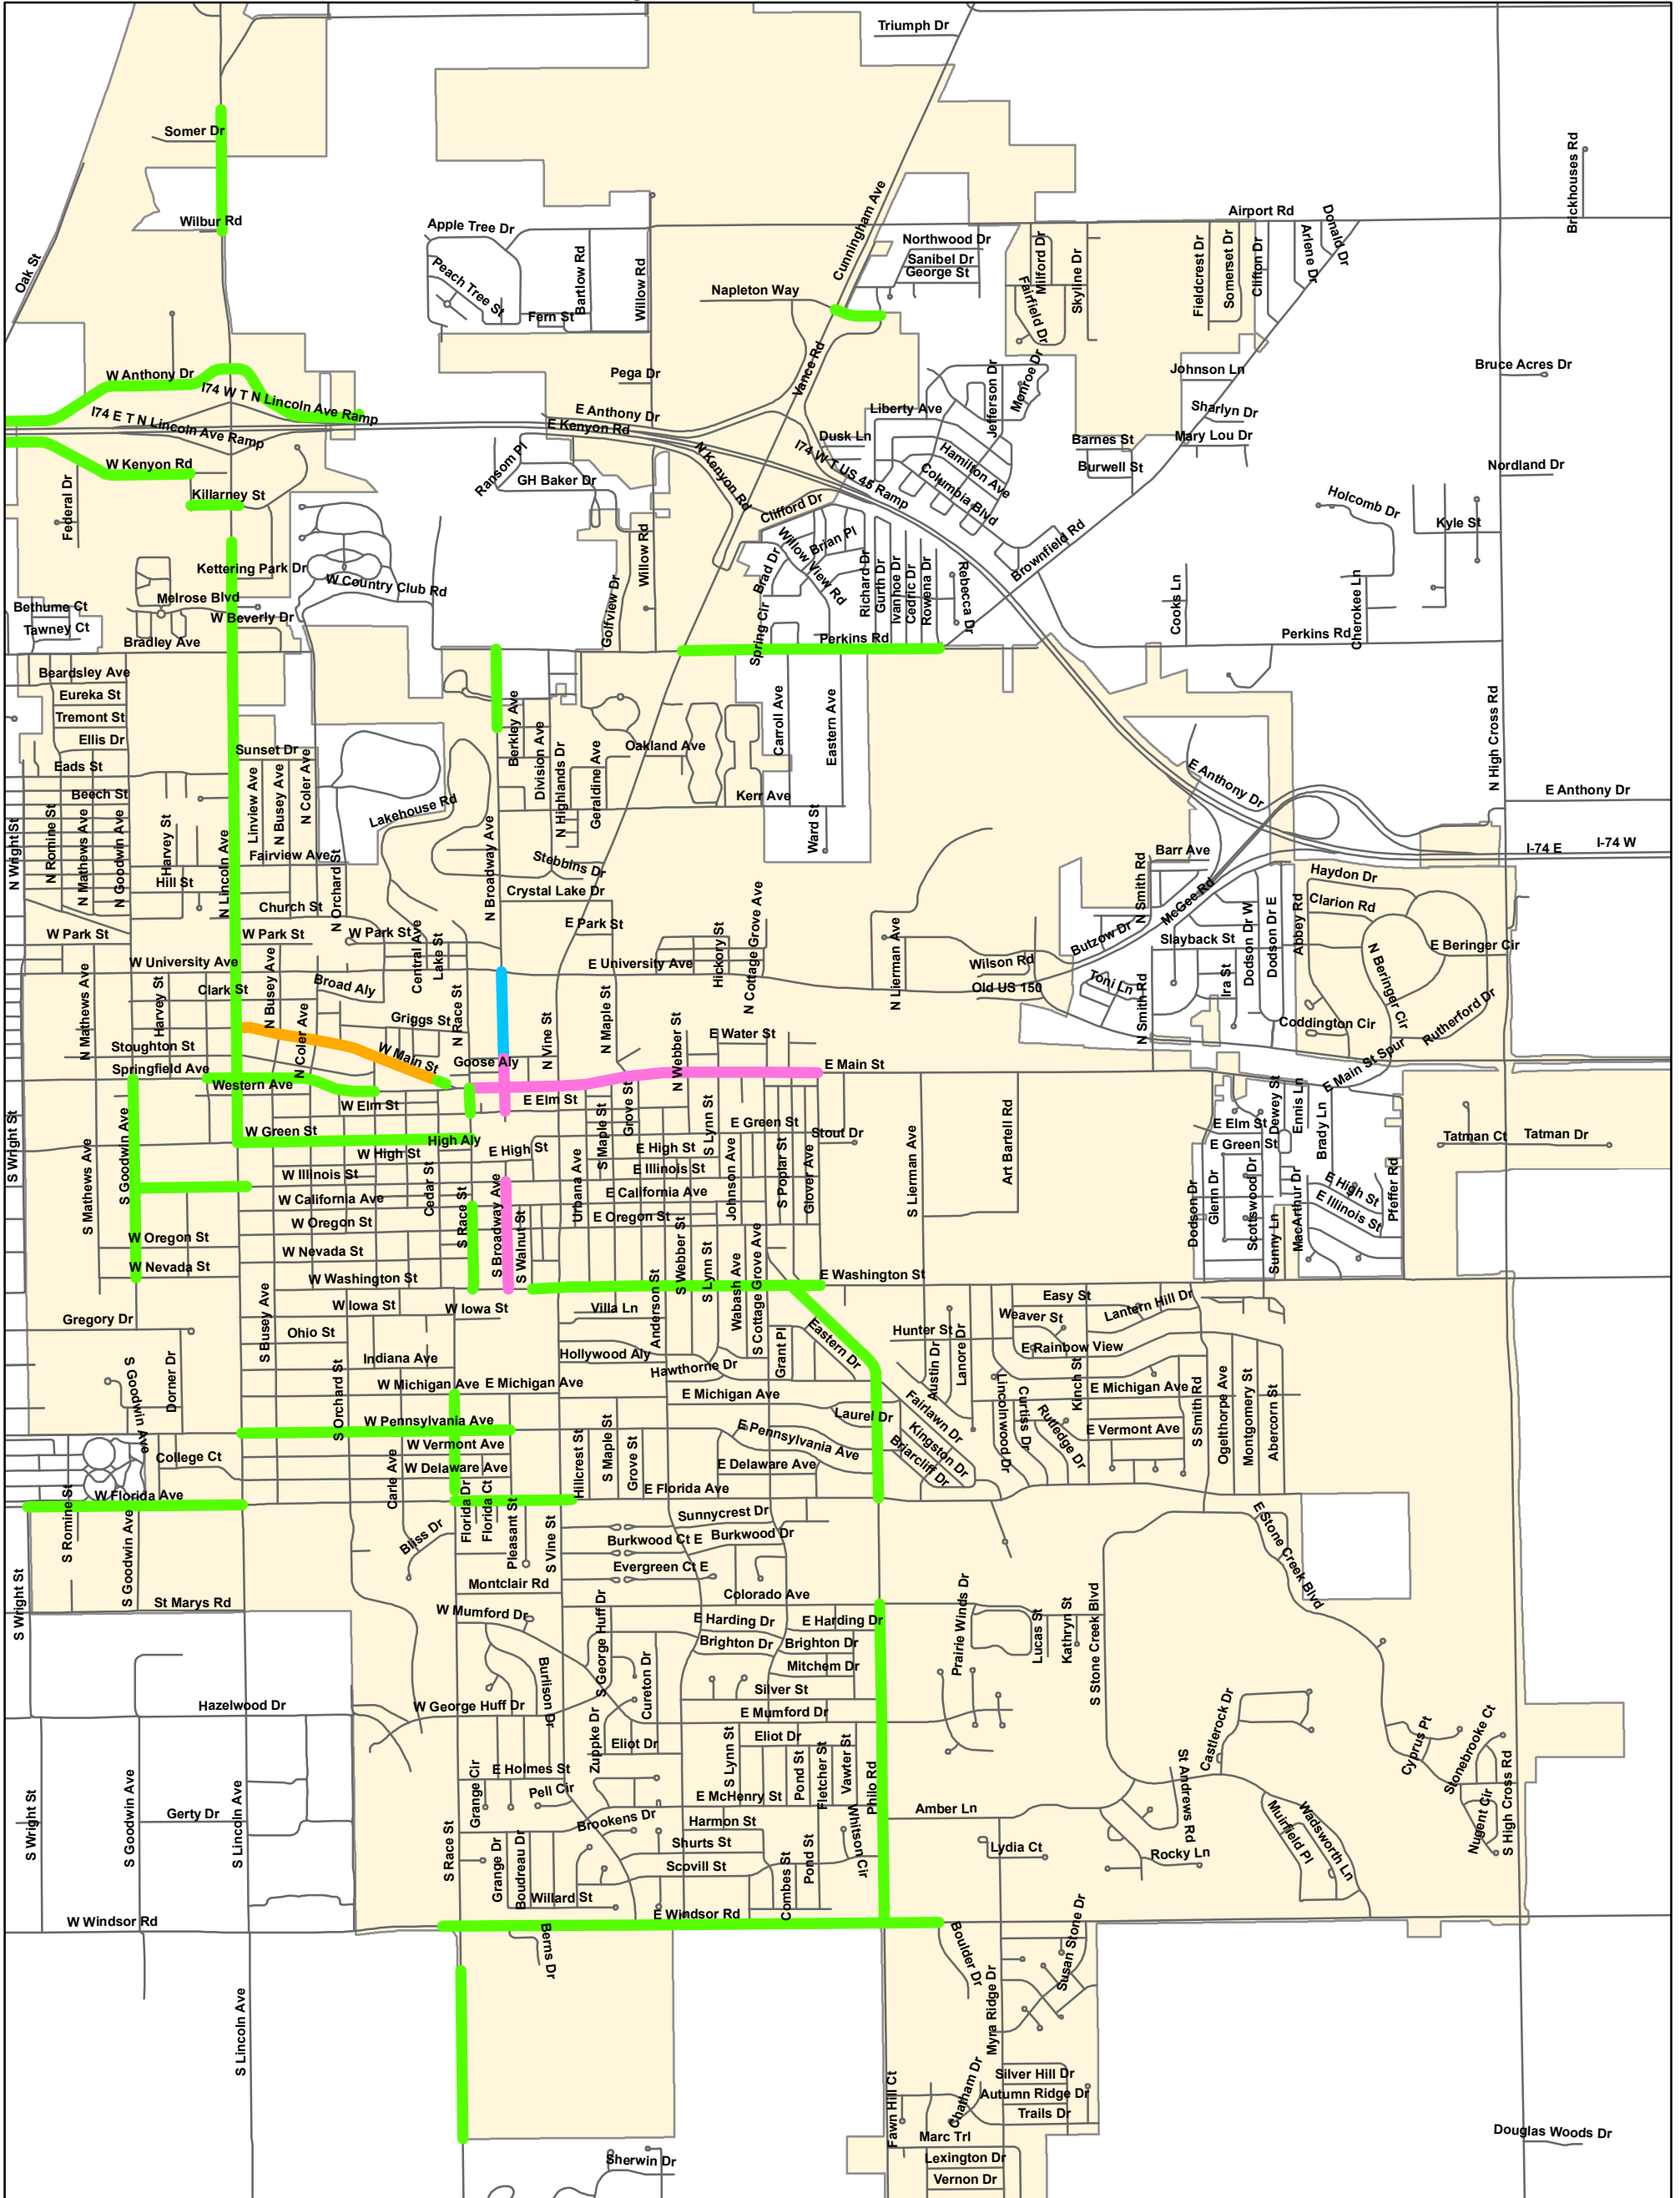 Triumph Dr
Somer Dr
Brickhouses Rd
Wilbur Rd
Apple Tree Dr
Cunningham Ave
Airport Rd
Donald Dr
Oak St
Peach Tree St
Bartlow Rd
Willow Rd
Northwood Dr
Sanibel Dr
George St
Milford Dr
Skyline Dr
Fieldcrest Dr
Somerset Dr
Clifton Dr
Arlene Dr
Napleton Way
Fern St
Fairfield Dr
W Anthony Dr
Pega Dr
Vance Rd
Jefferson Dr
Monroe Dr
Johnson Ln
Bruce Acres Dr
I74 W T N Lincoln Ave Ramp
I74 E T N Lincoln Ave Ramp
E Anthony Dr
E Kenyon Rd
Liberty Ave
Sharlyn Dr
Dusk Ln
Barnes St
Mary Lou Dr
W Kenyon Rd
Ransom Pl
N Kenyon Rd
I74 W T US 45 Ramp
Hamilton Ave
Columbia Blvd
Burwell St
Nordland Dr
Federal Dr
Killarney St
GH Baker Dr
Clifford Dr
Holcomb Dr
Kyle St
Kettering Park Dr
Willow Rd
Willow View Rd
Brian Pl
Brownfield Rd
W Country Club Rd
Golfview Dr
Brad Dr
Richard Dr
Gurth Dr
Ivanhoe Dr
Cedric Dr
Rowena Dr
Rebecca Dr
Cooks Ln
Cherokee Ln
Bethume Ct
Melrose Blvd
Tawney Ct
W Beverly Dr
Bradley Ave
Spring Cir
Perkins Rd
Perkins Rd
Beardsley Ave
Eureka St
Tremont St
Ellis Dr
Eads St
Beech St
Sunset Dr
Berkley Ave
Division Ave
N Highlands Dr
Geraldine Ave
Oakland Ave
Carroll Ave
Eastern Ave
N High Cross Rd
E Anthony Dr
E Anthony Dr
Kerr Ave
Lakehouse Rd
Ward St
N Wright St
N Romine St
N Mathews Ave
N Goodwin Ave
Harvey St
N Lincoln Ave
Linview Ave
N Busey Ave
N Coler Ave
Fairview Ave
N Orchard St
N Broadway Ave
Stebbins Dr
Barr Ave
I-74 E
I-74 W
Hill St
Crystal Lake Dr
Haydon Dr
Church St
E Park St
N Cottage Grove Ave
N Smith Rd
McGee Rd
Clarion Rd
W Park St
W Park St
W Park St
Central Ave
Lake St
Hickory St
N Lierman Ave
Butzow Dr
Slayback St
Dodson Dr W
Dodson Dr E
Abbey Rd
E Beringer Cir
W University Ave
E University Ave
Wilson Rd
Old US 150
Toni Ln
Ira St
N Beringer Cir
Clark St
Broad Aly
N Mathews Ave
Harvey St
N Busey Ave
N Coler Ave
N Race St
N Vine St
N Maple St
N Webber St
N Smith Rd
Coddington Cir
Rutherford Dr
Griggs St
Stoughton St
W Main St
E Water St
Goose Aly
E Main St
E Main St Spur
Springfield Ave
Western Ave
W Elm St
E Elm St
Grove St
S Maple St
S Lynn St
W Green St
E Green St
Stout Dr
High Aly
W High St
E High St
E High St
E Elm St
E Green St
Dewey St
Ennis Ln
Brady Ln
Tatman Ct
Tatman Dr
S Wright St
S Mathews Ave
S Goodwin Ave
W Illinois St
E Illinois St
Johnson Ave
S Poplar St
Glover Ave
S Lierman Ave
Art Bartell Rd
Dodson Dr
Glenn Dr
Scottswood Dr
Sunny Ln
MacArthur Dr
E High St
E Illinois St
Pfeffer Rd
W California Ave
E California Ave
Cedar St
S Race St
S Broadway Ave
S Walnut St
Urbana Ave
W Oregon St
W Oregon St
E Oregon St
W Nevada St
W Nevada St
S Webber St
S Lynn St
Wabash Ave
S Cottage Grove Ave
W Washington St
E Washington St
Anderson St
W Iowa St
W Iowa St
Villa Ln
Easy St
Weaver St
Lantern Hill Dr
Gregory Dr
S Busey Ave
Ohio St
Grant Pl
Eastern Dr
Hunter St
Austin Dr
Lanore Dr
E Rainbow View
Indiana Ave
Hollywood Aly
Hawthorne Dr
S Goodwin Ave
Dorner Dr
S Orchard St
W Michigan Ave
E Michigan Ave
E Michigan Ave
E Michigan Ave
Lincolnwood Dr
Curtiss Dr
Rutledge Dr
Kinch St
S Smith Rd
Ogelthorpe Ave
Montgomery St
Abercorn St
W Pennsylvania Ave
E Pennsylvania Ave
Laurel Dr
Fairlawn Dr
Kingston Dr
Briarcliff Dr
E Vermont Ave
W Vermont Ave
College Ct
W Delaware Ave
E Delaware Ave
Carle Ave
Hillcrest St
S Maple St
Grove St
W Florida Ave
E Florida Ave
Florida Dr
Florida Ct
Pleasant St
S Vine St
Sunnycrest Dr
S Romine St
S Goodwin Ave
Bliss Dr
Burkwood Ct E
Burkwood Dr
E Stone Creek Blvd
Evergreen Ct E
Montclair Rd
Colorado Ave
S Wright St
St Marys Rd
W Mumford Dr
S George Huff Dr
E Harding Dr
E Harding Dr
Brighton Dr
Brighton Dr
Prairie Winds Dr
Lucas St
Kathryn St
S Stone Creek Blvd
Burlison Dr
Cureton Dr
Mitchem Dr
Silver St
Hazelwood Dr
W George Huff Dr
E Mumford Dr
Zuppke Dr
Eliot Dr
Eliot Dr
S Lynn St
Pond St
Fletcher St
Vawter St
Philo Rd
Castlerock Dr
Cyprus Pt
Stonebrooke Ct
E Holmes St
Grange Cir
Pell Cir
E McHenry St
St Andrews Rd
Muirfield Pl
Wadsworth Ln
Nugent Cir
S High Cross Rd
S Wright St
S Goodwin Ave
Gerty Dr
S Lincoln Ave
S Race St
Brookens Dr
Harmon St
Whitson Cir
Amber Ln
Shurts St
Lydia Ct
Rocky Ln
Grange Dr
Boudreau Dr
Scovill St
Combes St
Pond St
Willard St
W Windsor Rd
E Windsor Rd
Berns Dr
Boulder Dr
Susan Stone Dr
Myra Ridge Dr
S Lincoln Ave
Silver Hill Dr
Autumn Ridge Dr
Trails Dr
Chatham Dr
Fawn Hill Ct
Marc Trl
Lexington Dr
Vernon Dr
Sherwin Dr
Douglas Woods Dr